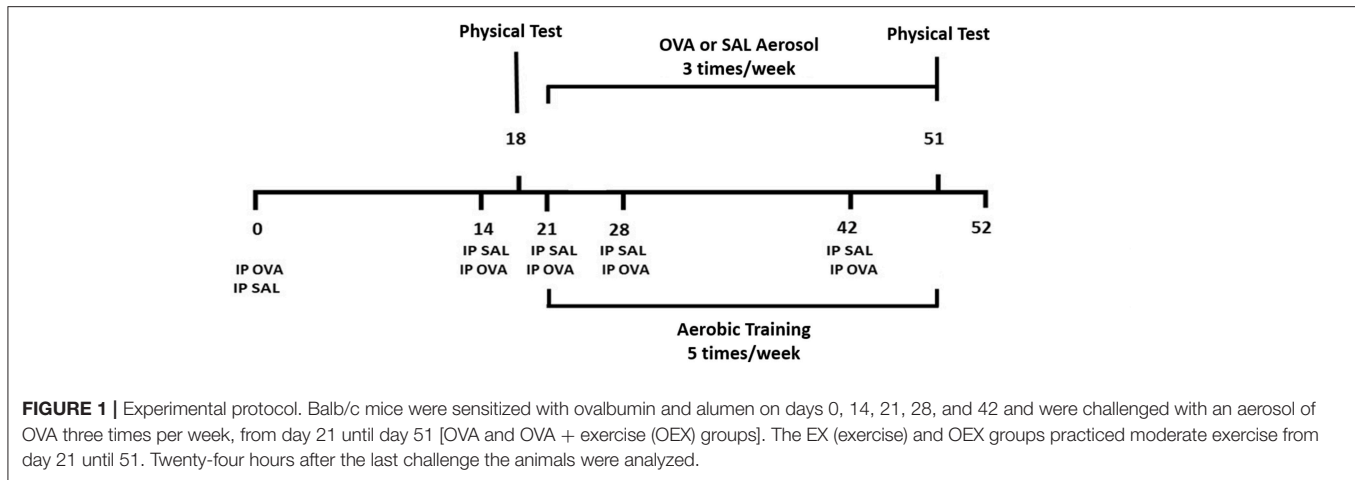 Physical Test
OVA or SAL Aerosol
3 times/week
Physical Test
18
51
0
14
21
28
42
52
IP OVA
IP SAL
IP SAL
IP OVA
IP SAL
IP OVA
IP SAL
IP OVA
IP SAL
IP OVA
Aerobic Training
5 times/week
FIGURE 1 | Experimental protocol. Balb/c mice were sensitized with ovalbumin and alumen on days 0, 14, 21, 28, and 42 and were challenged with an aerosol of
OVA three times per week, from day 21 until day 51 [OVA and OVA + exercise (OEX) groups]. The EX (exercise) and OEX groups practiced moderate exercise from
day 21 until 51. Twenty-four hours after the last challenge the animals were analyzed.